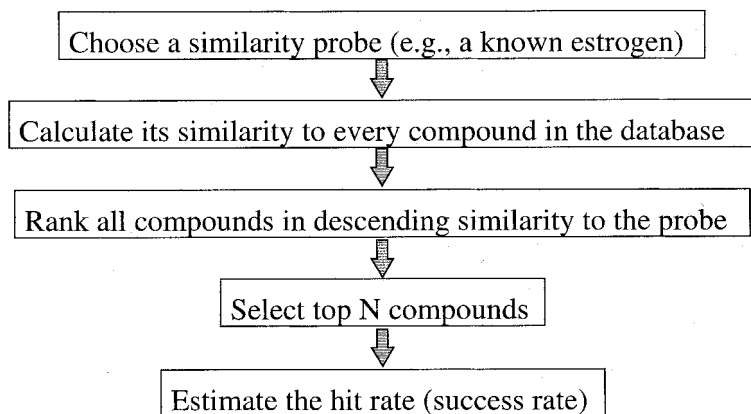 Choose a similarity probe (e.g., a known estrogen)
Calculate its similarity to every compound in the database
Rank all compounds in descending similarity to the probe
Select top N compounds
Estimate the hit rate (success rate)